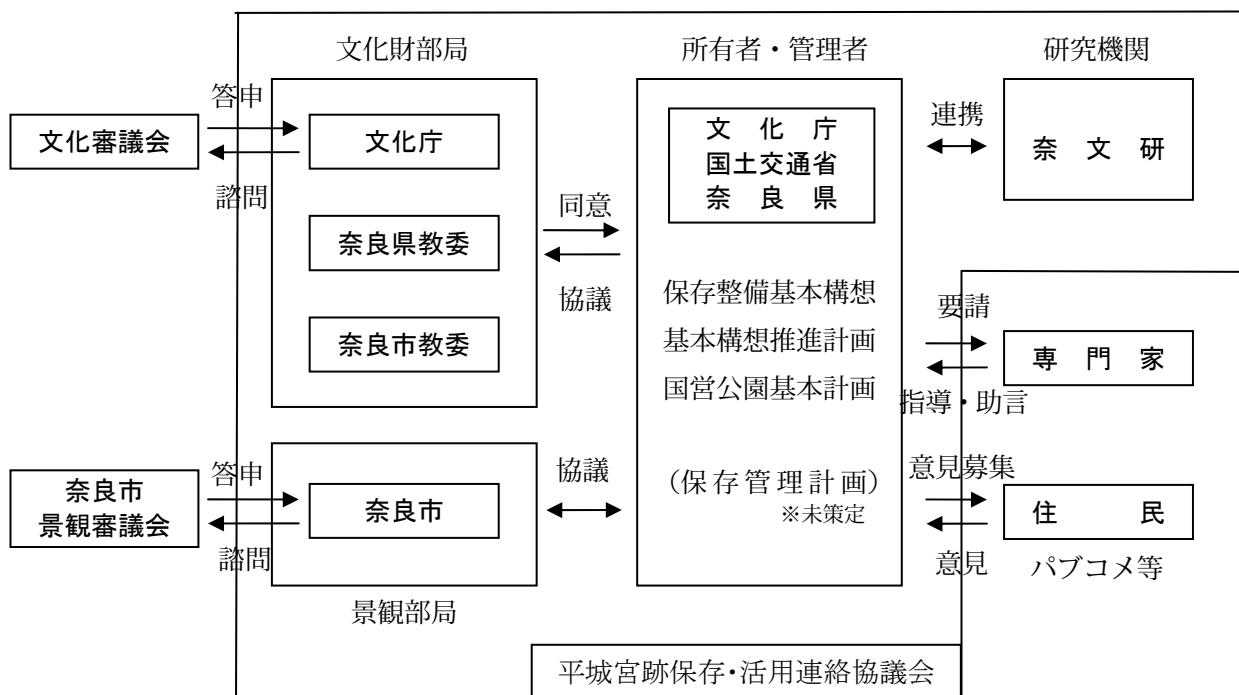 文化財部局
所有者・管理者
研究機関
答申
文化審議会
諮問
文化庁
奈良県教委
奈良市教委
同意
協議
文　化　庁
国土交通省
奈　良　県
連携
奈　文　研
保存整備基本構想
基本構想推進計画
国営公園基本計画
（保存管理計画）
※未策定
要請
専　門　家
指導・助言
答申
奈良市
景観審議会
諮問
奈良市
景観部局
協議
意見募集
住　　民
意見
パブコメ等
平城宮跡保存・活用連絡協議会